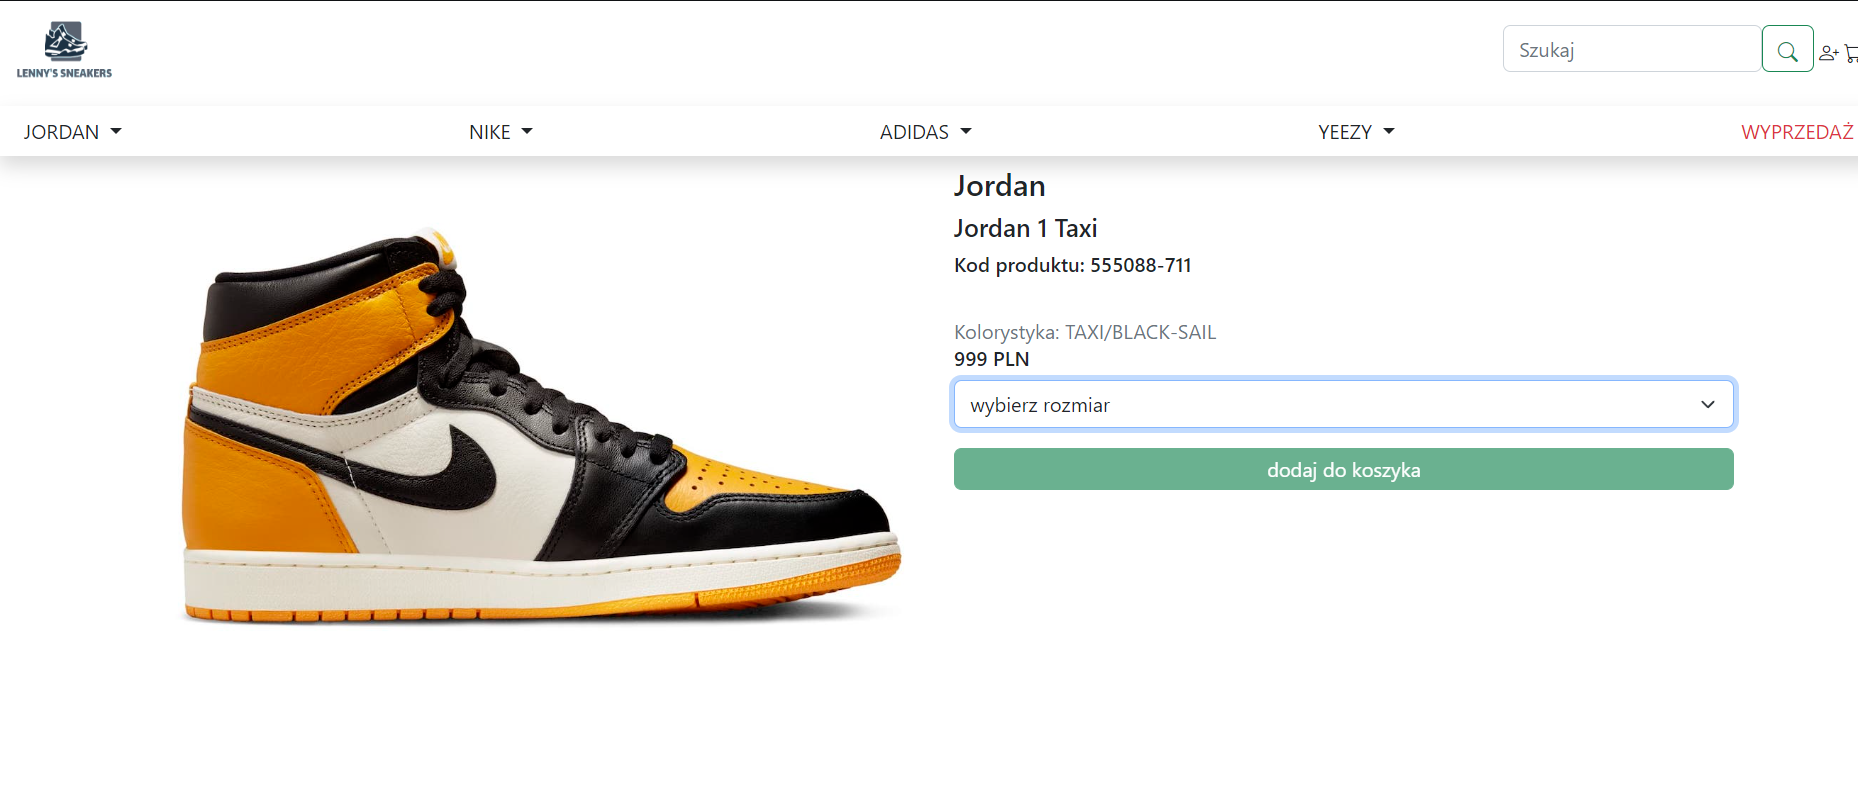 LENNY'S SNEAKERS
Szukaj
JORDAN NIKE ADIDAS YEEZY WYPRZEDAŻ
Jordan
Jordan 1 Taxi
Kod produktu: 555088-711
Kolorystyka: TAXI/BLACK-SAIL
999 PLN
wybierz rozmiar
dodaj do koszyka